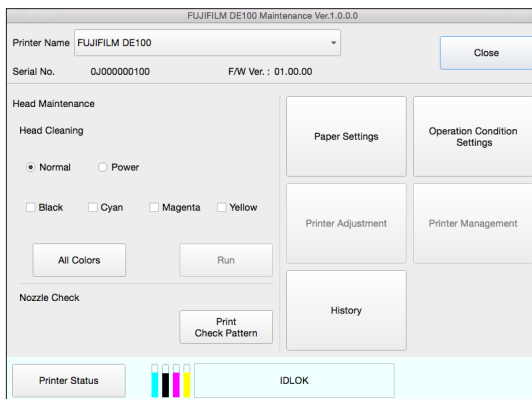 FUJIFILM DE100 Maintenance Ver.1.0.0.0
Printer Name FUJIFILM DE100
Close
Serial No. 0J000000100 F/W Ver. : 01.00.00
Head Maintenance
Head Cleaning
Normal Power
Black Cyan Magenta Yellow
All Colors Run
Nozzle Check
Print
Check Pattern
Paper Settings
Operation Condition
Settings
Printer Adjustment
Printer Management
History
Printer Status
IDLOK